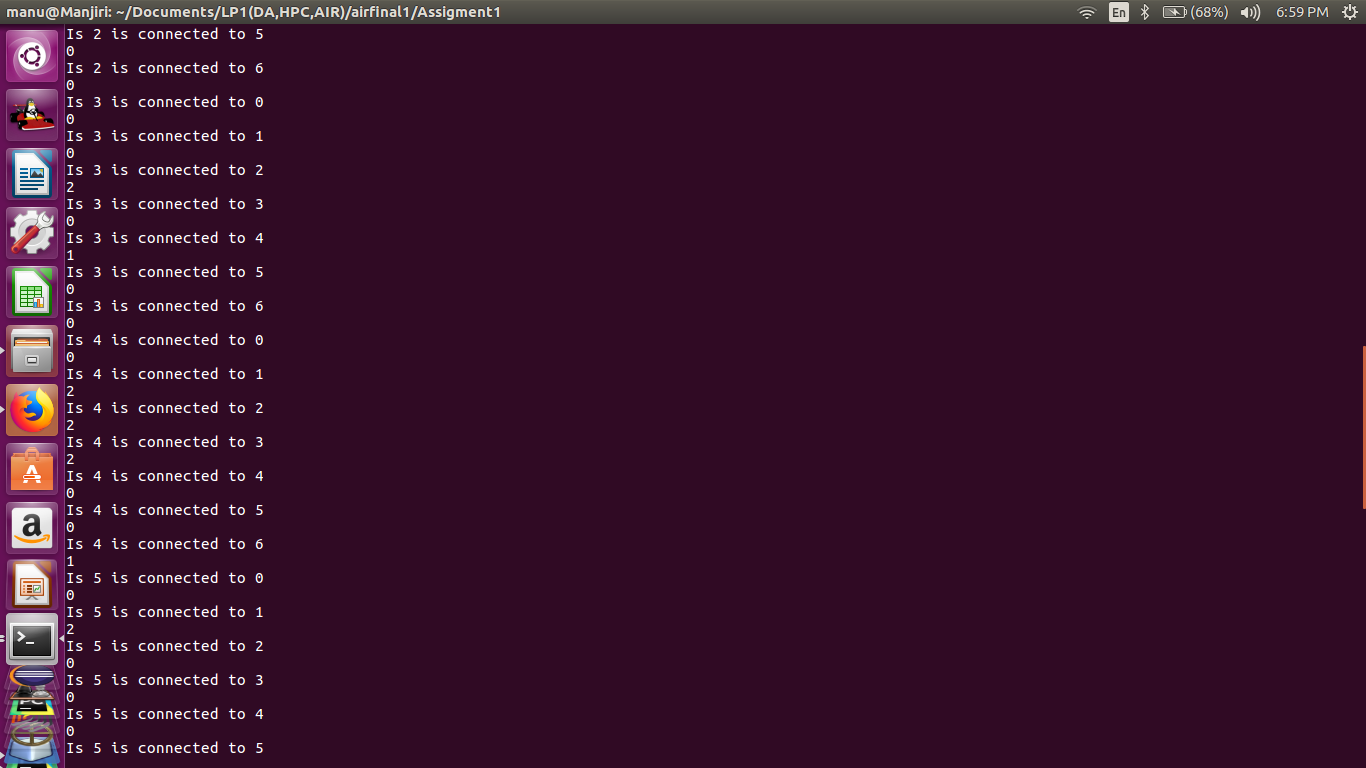 manu@Manjiri: ~/Documents/LP1(DA,HPC,AIR)/airfinal1/Assigment1
En
(68%)
6:59 PM
Is 2 is connected to 5
0
Is 2 is connected to 6
0
Is 3 is connected to 0
0
Is 3 is connected to 1
0
Is 3 is connected to 2
2
Is 3 is connected to 3
0
Is 3 is connected to 4
1
Is 3 is connected to 5
0
Is 3 is connected to 6
0
Is 4 is connected to 0
0
Is 4 is connected to 1
2
Is 4 is connected to 2
2
Is 4 is connected to 3
2
Is 4 is connected to 4
0
Is 4 is connected to 5
0
Is 4 is connected to 6
1
Is 5 is connected to 0
0
Is 5 is connected to 1
2
Is 5 is connected to 2
0
Is 5 is connected to 3
0
Is 5 is connected to 4
0
Is 5 is connected to 5